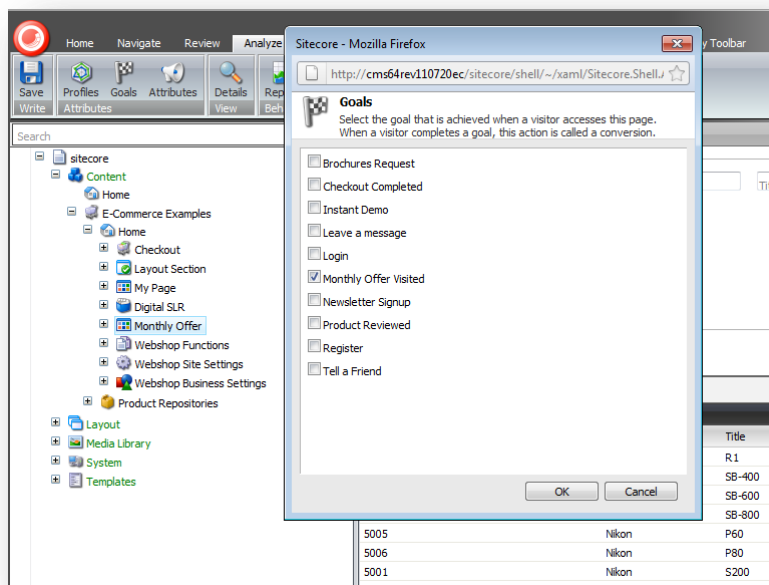 Sitecore - Mozilla Firefox
Home Navigate Review Analyze y Toolbar
http://cms64rev110720ec/sitecore/shell/~/xaml/Sitecore.Shell.
Save Profiles Goals Attributes Details Rep
Write Attributes View Beh
Goals
Select the goal that is achieved when a visitor accesses this page.
When a visitor completes a goal, this action is called a conversion.
Search
sitecore
Content
Home
E-Commerce Examples
Home
Checkout
Layout Section
My Page
Digital SLR
Monthly Offer
Webshop Functions
Webshop Site Settings
Webshop Business Settings
Product Repositories
Layout
Media Library
System
Templates
Brochures Request
Checkout Completed
Instant Demo
Leave a message
Login
Monthly Offer Visited
Newsletter Signup
Product Reviewed
Register
Tell a Friend
OK Cancel
Ti
Title
R1
SB-400
SB-600
SB-800
5005 Nikon P60
5006 Nikon P80
5001 Nikon S200